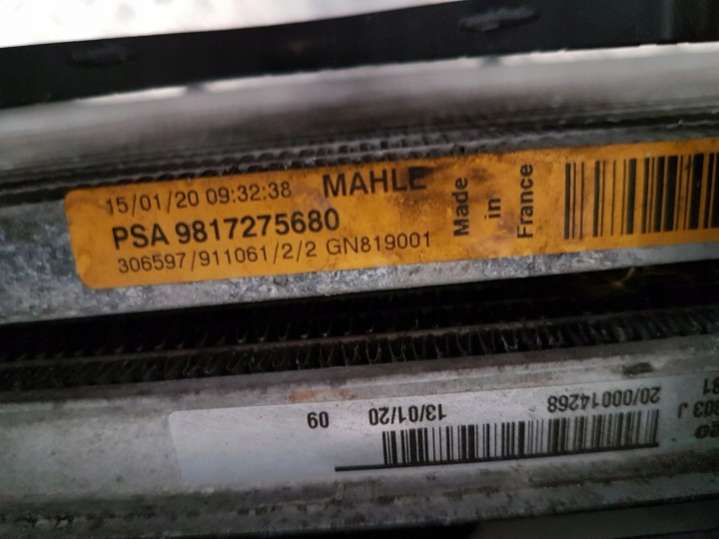 15/01/20 09:32:38 MAHLE
PSA 9817275680
306597/911061/2/2 GN819001
Made
in
France
20/00014268
13/01/20
09